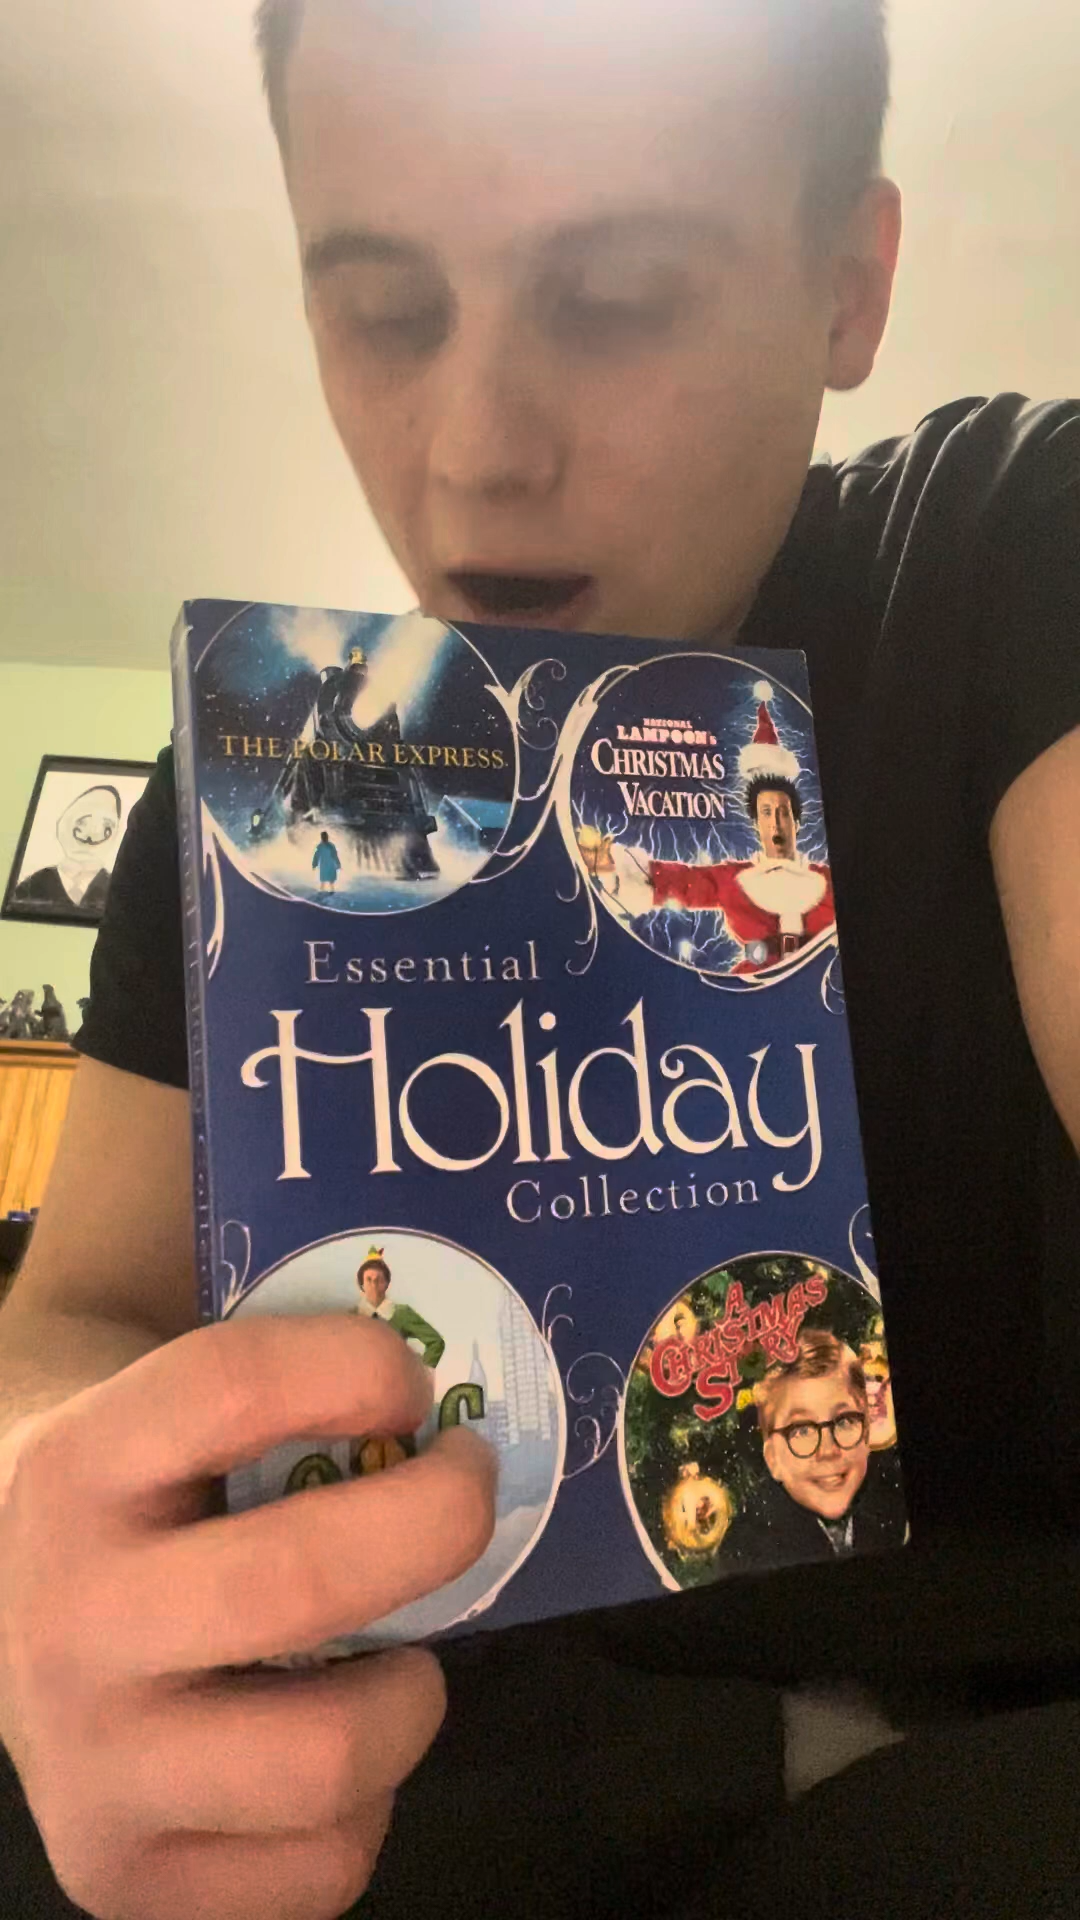 THE POLAR EXPRESS
NATIONAL
LAMPOON's
CHRISTMAS
VACATION
Essential
Holiday
Collection
A
CHRISTMAS
STORY